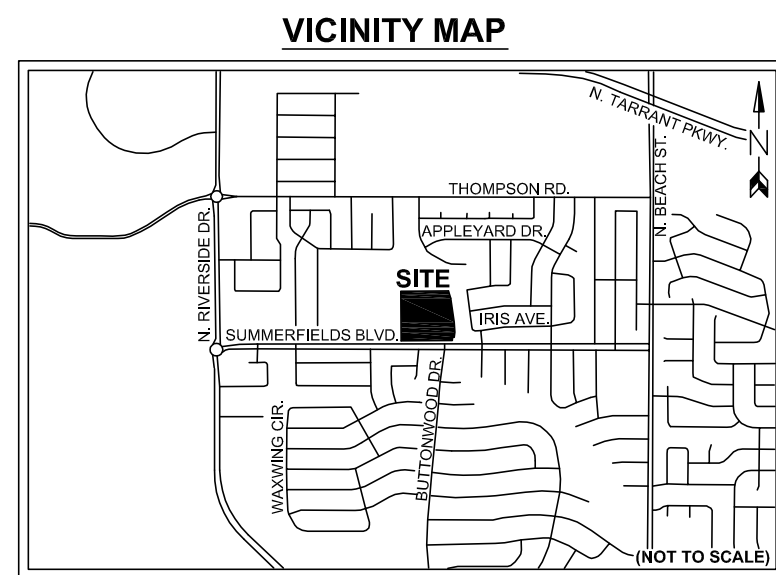 VICINITY MAP
N. TARRANT PKWY.
N
N. BEACH ST.
THOMPSON RD.
N. RIVERSIDE DR.
APPLEYARD DR.
SITE
IRIS AVE.
SUMMERFIELDS BLVD.
BUTTONWOOD DR.
WAXWING CIR.
(NOT TO SCALE)